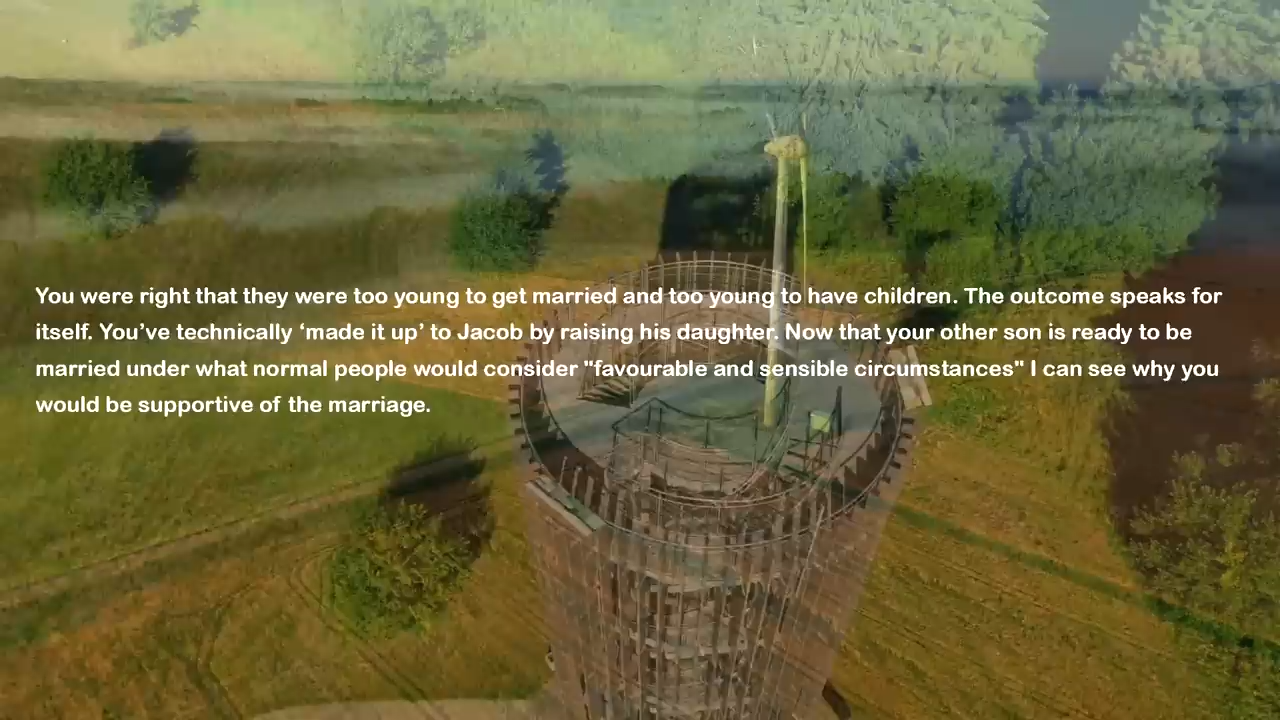 You were right that they were too young to get married and too young to have children. The outcome speaks for
itself. You’ve technically ‘made it up’ to Jacob by raising his daughter. Now that your other son is ready to be
married under what normal people would consider "favourable and sensible circumstances" I can see why you
would be supportive of the marriage.